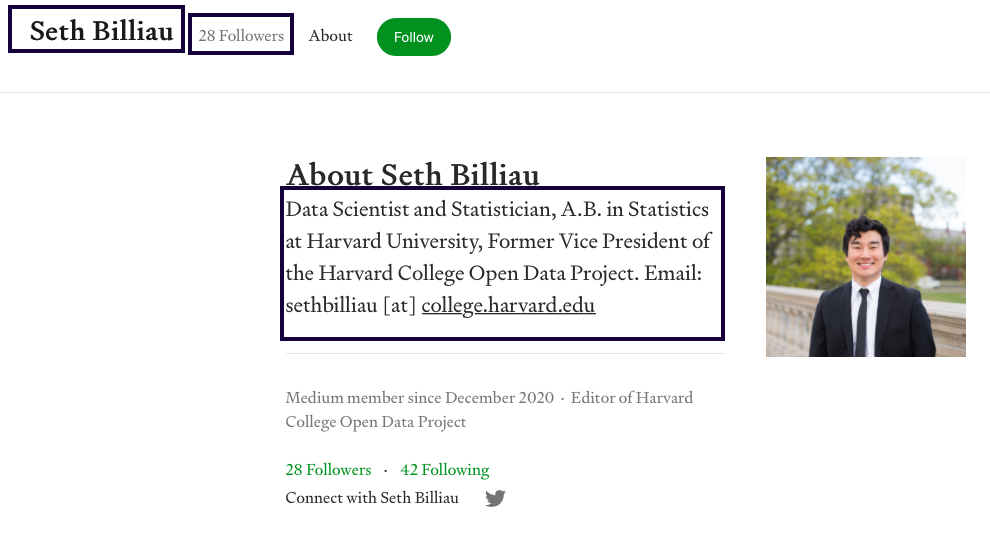 Seth Billiau 28 Followers About Follow
About Seth Billiau
Data Scientist and Statistician, A.B. in Statistics
at Harvard University, Former Vice President of
the Harvard College Open Data Project. Email:
sethbilliau [at] college.harvard.edu
Medium member since December 2020 · Editor of Harvard
College Open Data Project
28 Followers · 42 Following
Connect with Seth Billiau